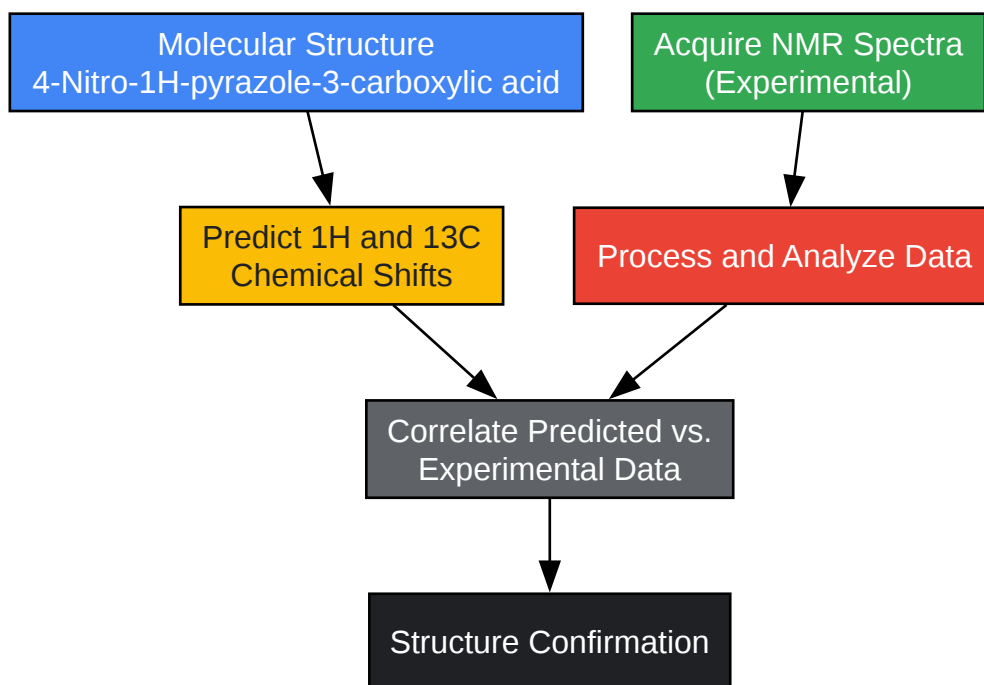 Molecular Structure
4-Nitro-1H-pyrazole-3-carboxylic acid
Acquire NMR Spectra
(Experimental)
Predict 1H and 13C
Chemical Shifts
Process and Analyze Data
Correlate Predicted vs.
Experimental Data
Structure Confirmation